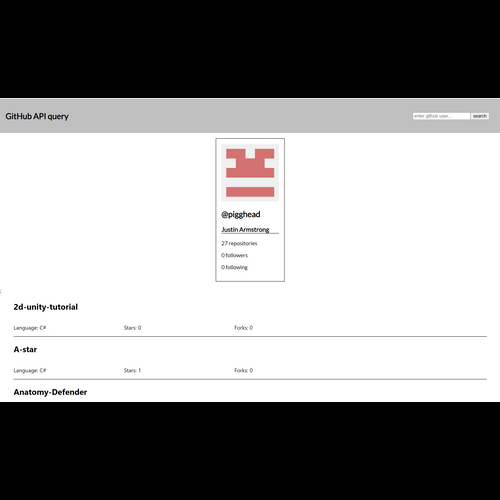 GitHub API query
enter github user...
search
@pigghead
Justin Armstrong
27 repositories
0 followers
0 following
;
2d-unity-tutorial
Language: C# Stars: 0 Forks: 0
A-star
Language: C# Stars: 1 Forks: 0
Anatomy-Defender